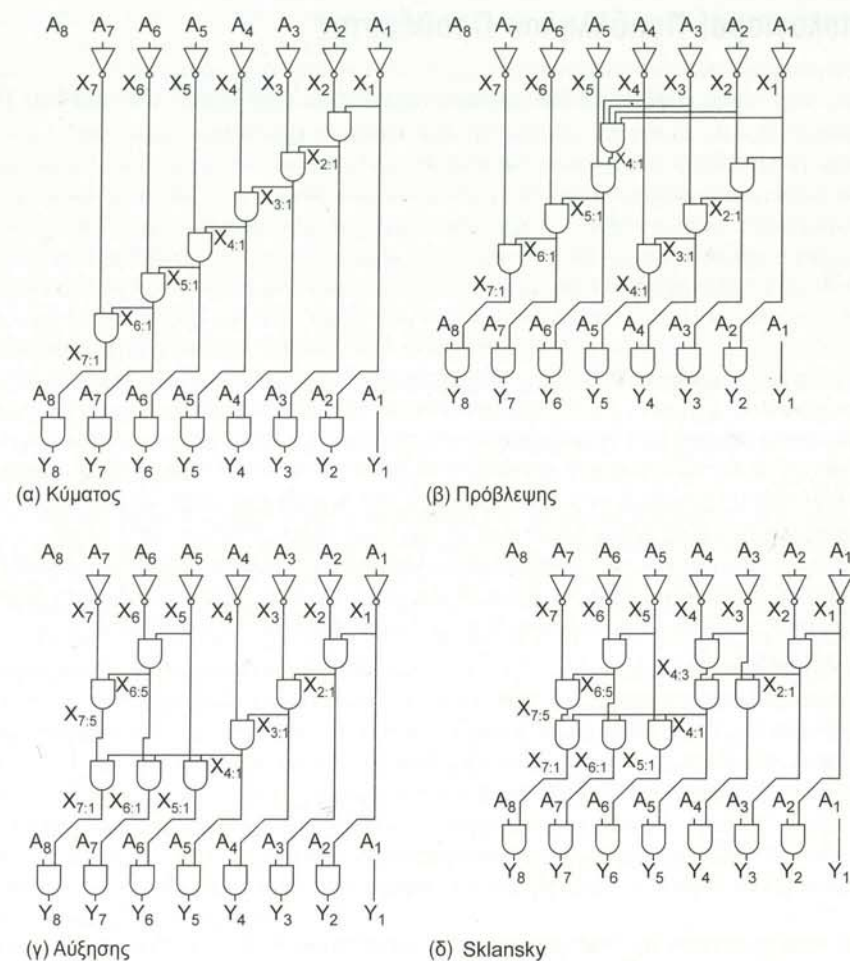 A₈ A₇ A₆ A₅ A₄ A₃ A₂ A₁
X₇ X₆ X₅ X₄ X₃ X₂ X₁
X₂:₁
X₃:₁
X₄:₁
X₅:₁
X₆:₁
X₇:₁
A₈ A₇ A₆ A₅ A₄ A₃ A₂ A₁
Y₈ Y₇ Y₆ Y₅ Y₄ Y₃ Y₂ Y₁
(α) Κύματος
A₈ A₇ A₆ A₅ A₄ A₃ A₂ A₁
X₇ X₆ X₅ X₄ X₃ X₂ X₁
X₄:₁
X₅:₁ X₂:₁
X₆:₁ X₃:₁
X₇:₁ X₄:₁
A₈ A₇ A₆ A₅ A₄ A₃ A₂ A₁
Y₈ Y₇ Y₆ Y₅ Y₄ Y₃ Y₂ Y₁
(β) Πρόβλεψης
A₈ A₇ A₆ A₅ A₄ A₃ A₂ A₁
X₇ X₆ X₅ X₄ X₃ X₂ X₁
X₆:₅ X₂:₁
X₇:₅ X₃:₁
X₄:₁
X₇:₁ X₆:₁ X₅:₁
A₈ A₇ A₆ A₅ A₄ A₃ A₂ A₁
Y₈ Y₇ Y₆ Y₅ Y₄ Y₃ Y₂ Y₁
(γ) Αύξησης
A₈ A₇ A₆ A₅ A₄ A₃ A₂ A₁
X₇ X₆ X₅ X₄ X₃ X₂ X₁
X₄:₃
X₆:₅ X₂:₁
X₇:₅ X₄:₁
X₇:₁ X₆:₁ X₅:₁
A₈ A₇ A₆ A₅ A₄ A₃ A₂ A₁
Y₈ Y₇ Y₆ Y₅ Y₄ Y₃ Y₂ Y₁
(δ) Sklansky